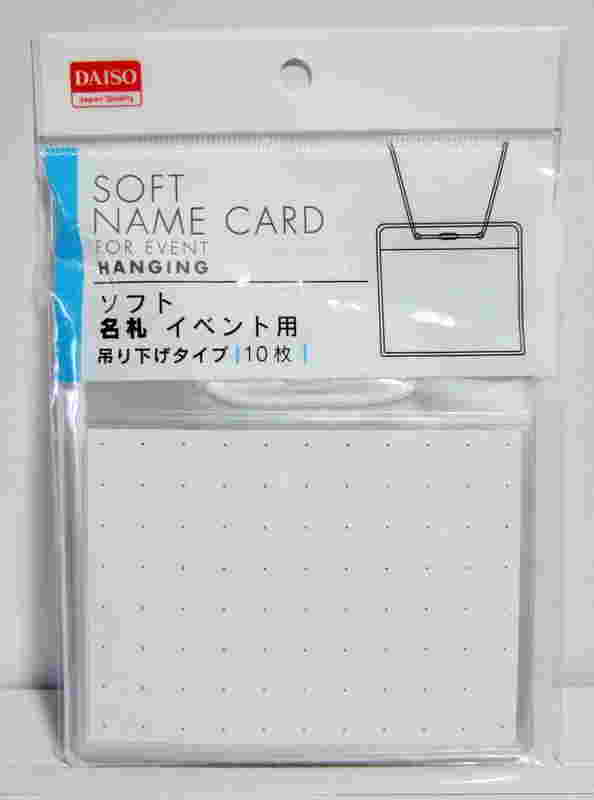 DAISO
Japan Quality
SOFT
NAME CARD
FOR EVENT
HANGING
ソフト
名札 イベント用
吊り下げタイプ 10枚